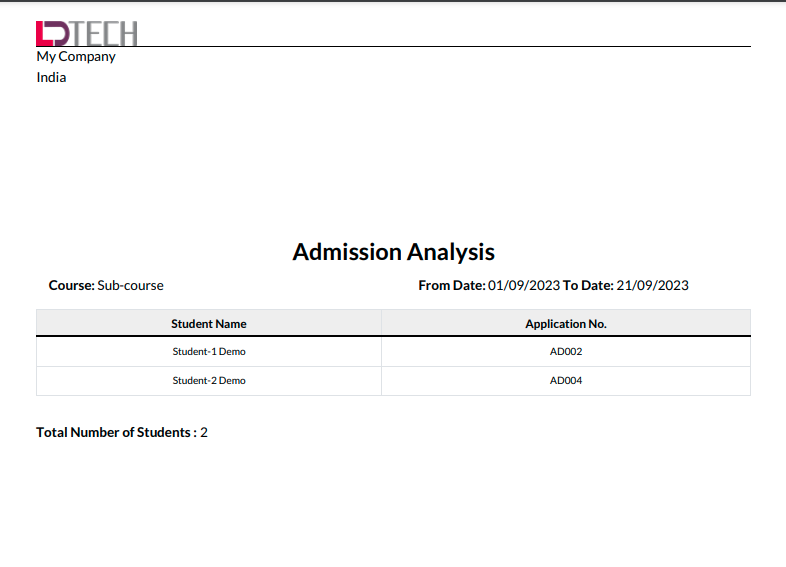 LDTECH
My Company
India
Admission Analysis
Course: Sub-course From Date: 01/09/2023 To Date: 21/09/2023
Student Name Application No.
Student-1 Demo AD002
Student-2 Demo AD004
Total Number of Students : 2